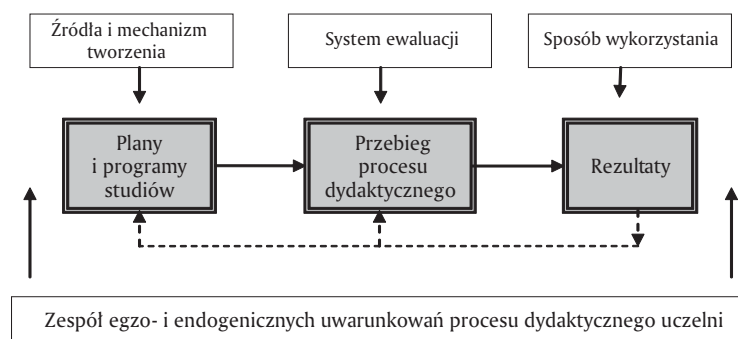 Źródła i mechanizm
tworzenia
System ewaluacji
Sposób wykorzystania
Plany
i programy
studiów
Przebieg
procesu
dydaktycznego
Rezultaty
Zespół egzo- i endogenicznych uwarunkowań procesu dydaktycznego uczelni